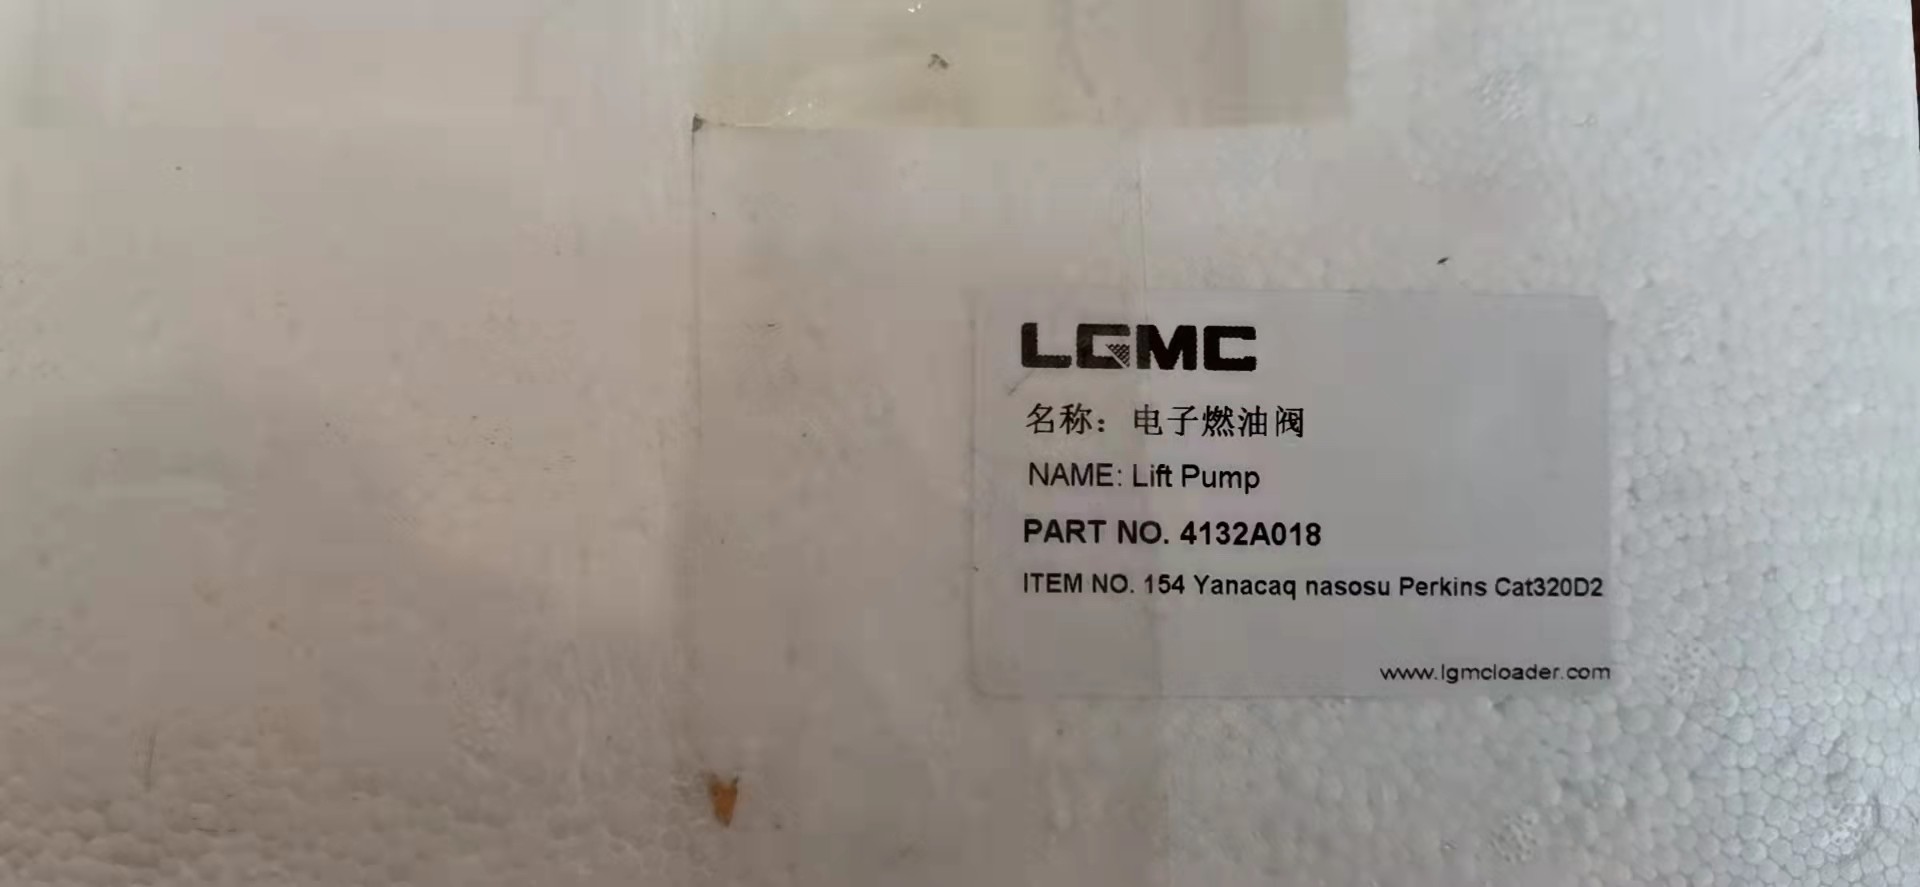 LGMC
名称：电子燃油阀
NAME: Lift Pump
PART NO. 4132A018
ITEM NO. 154 Yanacaq nasosu Perkins Cat320D2
www.lgmcloader.com